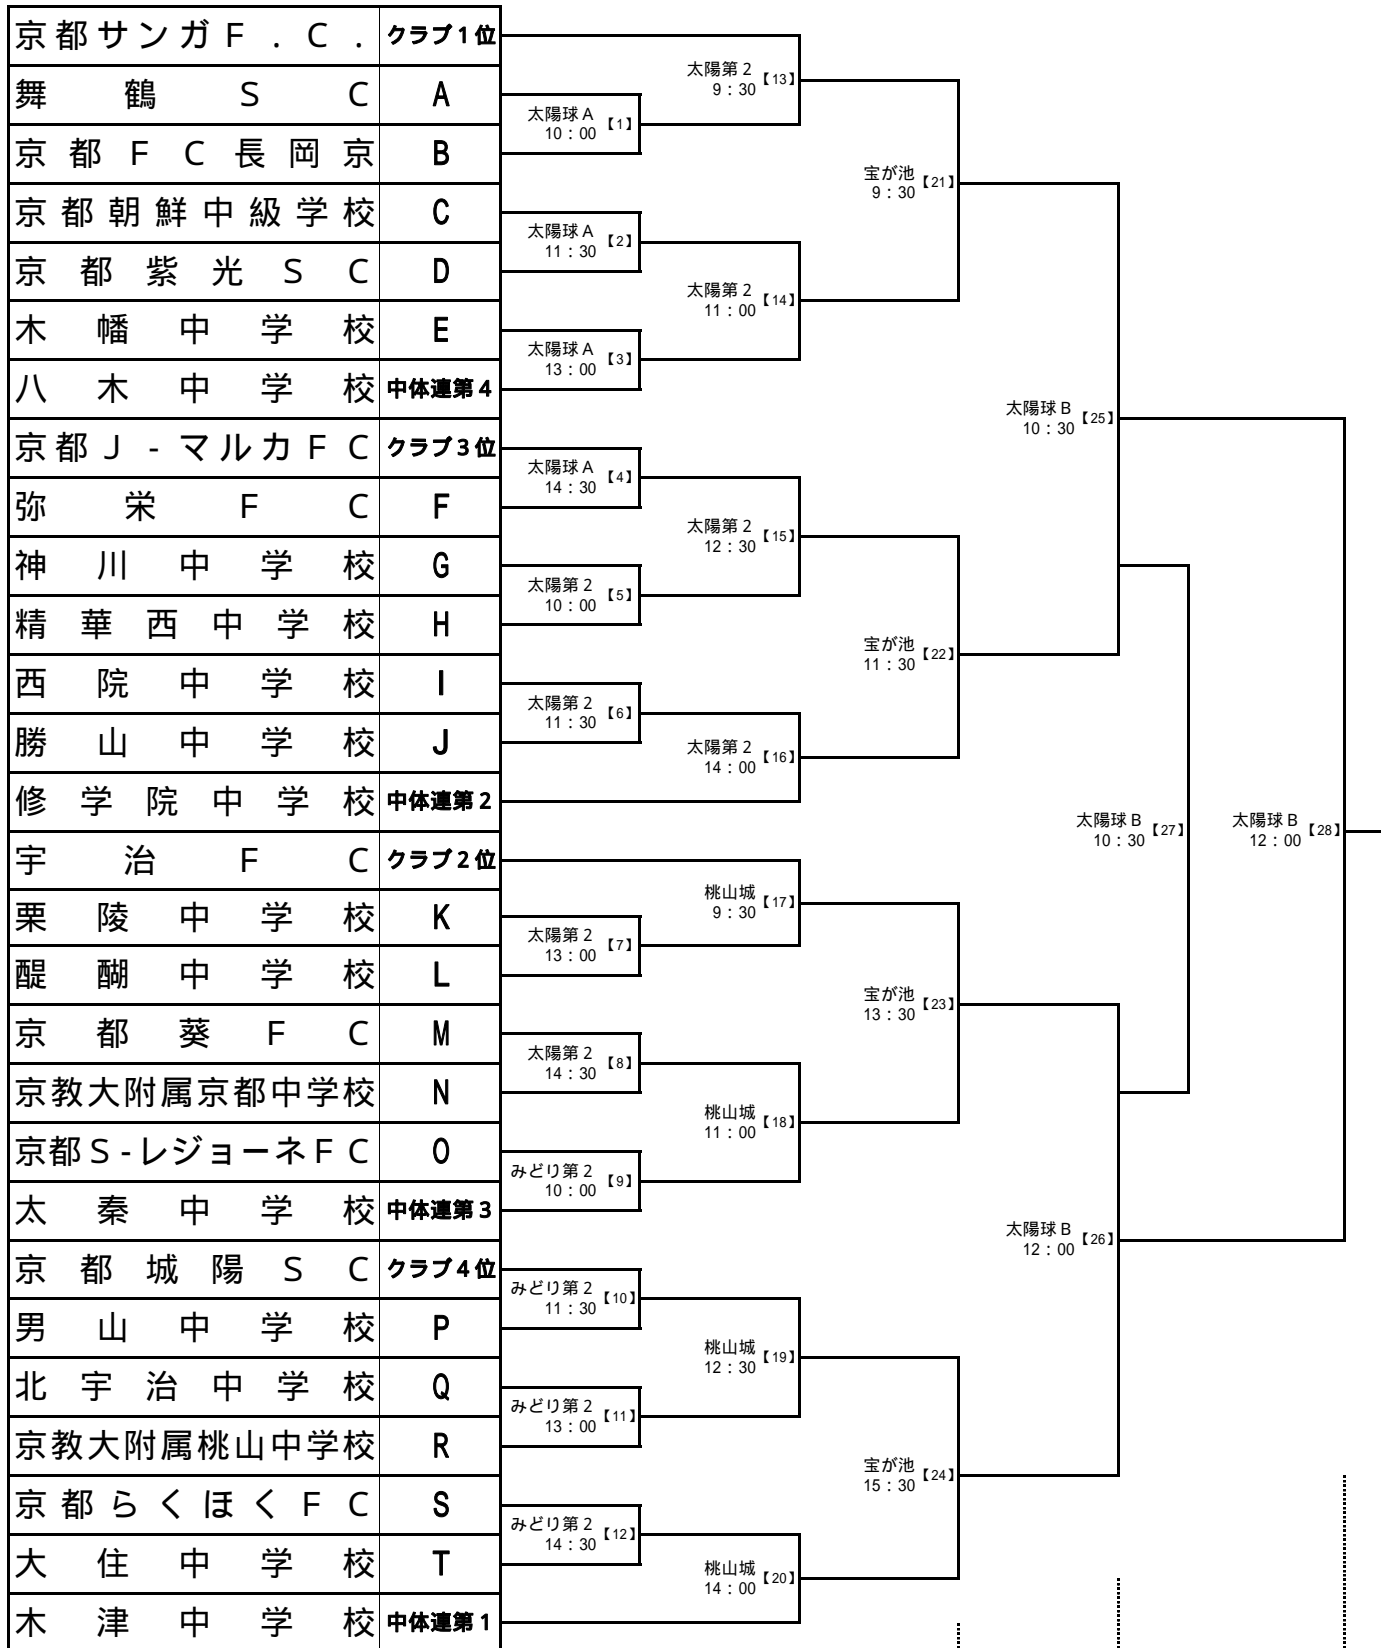 京都サンガF.C. クラブ1位
舞鶴SC A
京都FC長岡京 B
京都朝鮮中級学校 C
京都紫光SC D
木幡中学校 E
八木中学校 中体連第4
京都J-マルカFC クラブ3位
弥栄FC F
神川中学校 G
精華西中学校 H
西院中学校 I
勝山中学校 J
修学院中学校 中体連第2
宇治FC クラブ2位
栗陵中学校 K
醍醐中学校 L
京都葵FC M
京教大附属京都中学校 N
京都S-レジョーネFC O
太秦中学校 中体連第3
京都城陽SC クラブ4位
男山中学校 P
北宇治中学校 Q
京教大附属桃山中学校 R
京都らくほくFC S
大住中学校 T
木津中学校 中体連第1
太陽球A 【1】
10:00
太陽球A 【2】
11:30
太陽球A 【3】
13:00
太陽球A 【4】
14:30
太陽第2 【5】
10:00
太陽第2 【6】
11:30
太陽第2 【7】
13:00
太陽第2 【8】
14:30
みどり第2 【9】
10:00
みどり第2 【10】
11:30
みどり第2 【11】
13:00
みどり第2 【12】
14:30
太陽第2 【13】
9:30
太陽第2 【14】
11:00
太陽第2 【15】
12:30
太陽第2 【16】
14:00
桃山城 【17】
9:30
桃山城 【18】
11:00
桃山城 【19】
12:30
桃山城 【20】
14:00
宝が池 【21】
9:30
宝が池 【22】
11:30
宝が池 【23】
13:30
宝が池 【24】
15:30
太陽球B 【25】
10:30
太陽球B 【26】
12:00
太陽球B 【27】
10:30
太陽球B 【28】
12:00